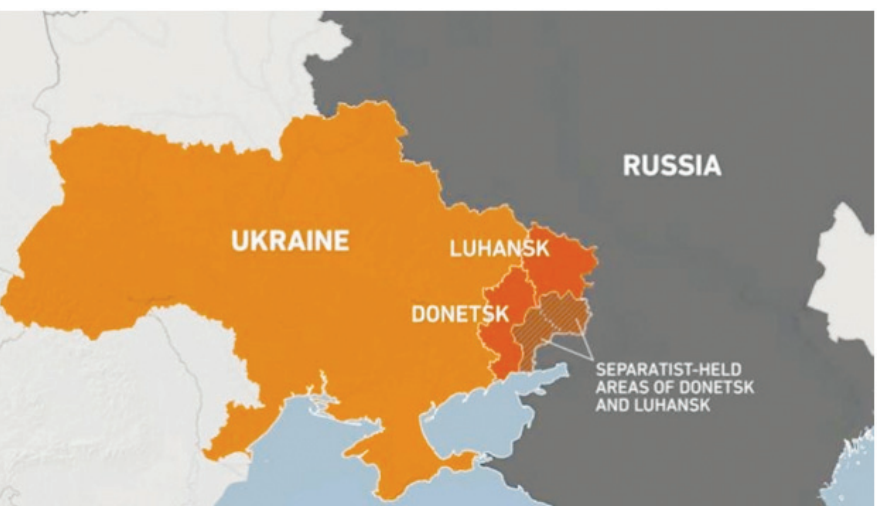 RUSSIA
UKRAINE
LUHANSK
DONETSK
SEPARATIST-HELD
AREAS OF DONETSK
AND LUHANSK